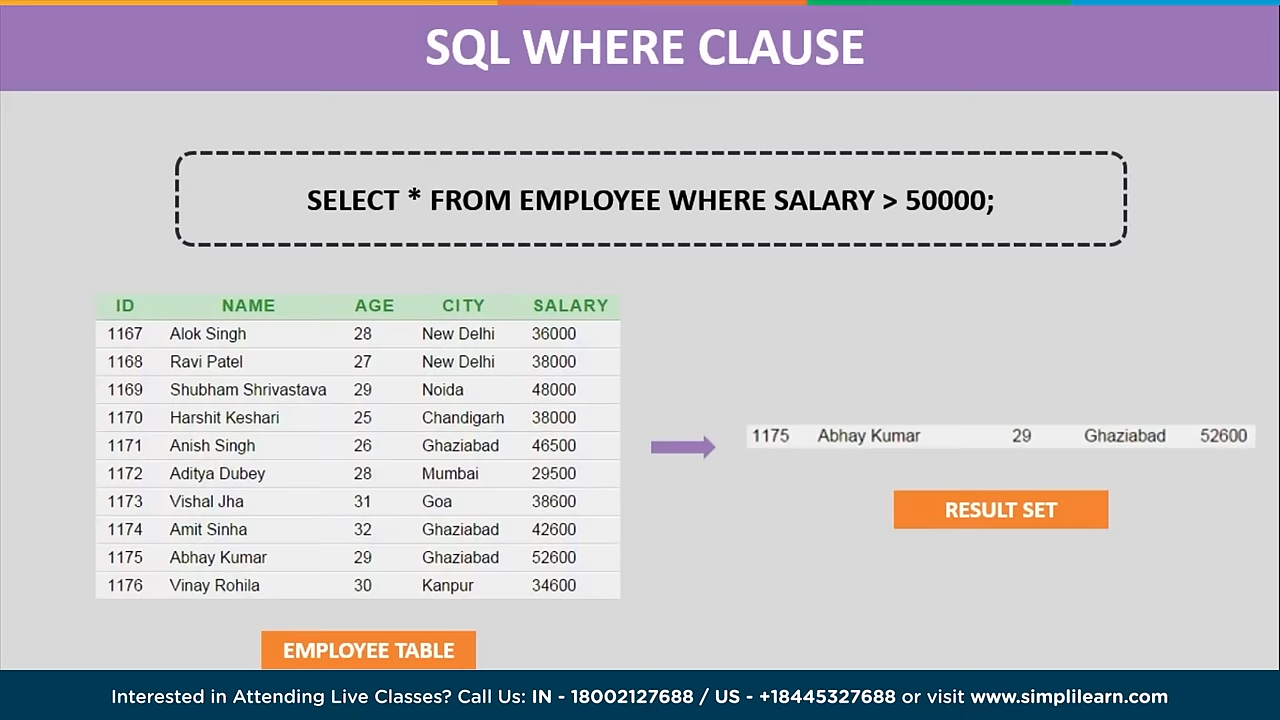 SQL WHERE CLAUSE
SELECT * FROM EMPLOYEE WHERE SALARY > 50000;
ID NAME AGE CITY SALARY
1167 Alok Singh 28 New Delhi 36000
1168 Ravi Patel 27 New Delhi 38000
1169 Shubham Shrivastava 29 Noida 48000
1170 Harshit Keshari 25 Chandigarh 38000
1171 Anish Singh 26 Ghaziabad 46500
1172 Aditya Dubey 28 Mumbai 29500
1173 Vishal Jha 31 Goa 38600
1174 Amit Sinha 32 Ghaziabad 42600
1175 Abhay Kumar 29 Ghaziabad 52600
1176 Vinay Rohila 30 Kanpur 34600
EMPLOYEE TABLE
1175 Abhay Kumar 29 Ghaziabad 52600
RESULT SET
Interested in Attending Live Classes? Call Us: IN - 18002127688 / US - +18445327688 or visit www.simplilearn.com